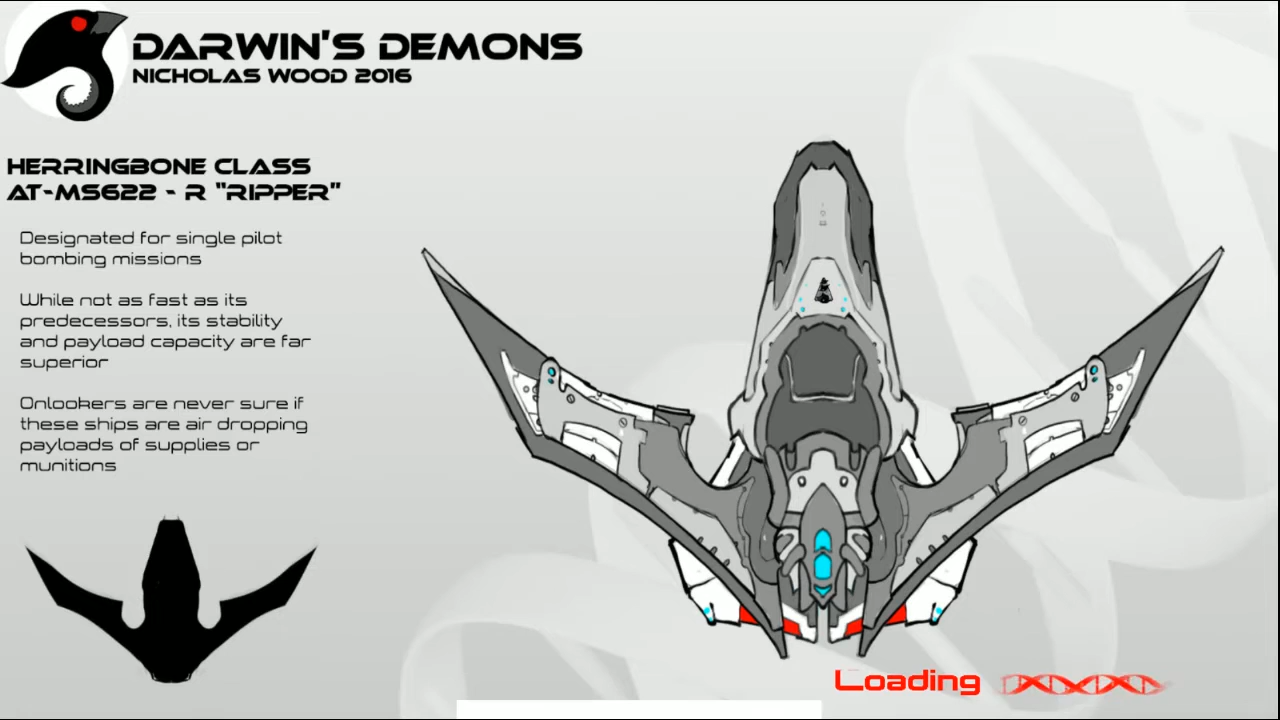 DARWIN'S DEMONS
NICHOLAS WOOD 2016
HERRINGBONE CLASS
AT-MS622 - R "RIPPER"
Designated for single pilot
bombing missions
While not as fast as its
predecessors, its stability
and payload capacity are far
superior
Onlookers are never sure if
these ships are air dropping
payloads of supplies or
munitions
Loading